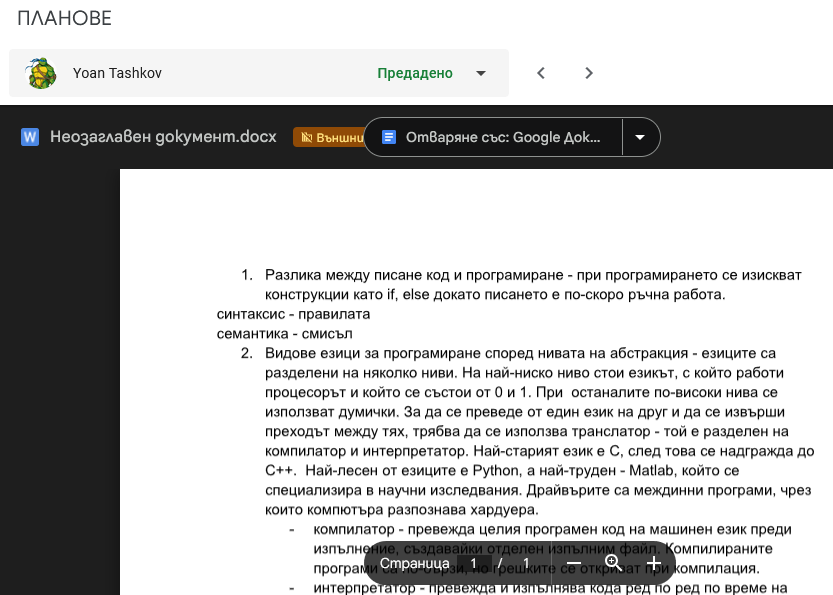 ПЛАНОВЕ
Yoan Tashkov
Предадено
W Неозаглавен документ.docx
Външни
Отваряне със: Google Док...
1. Разлика между писане код и програмиране - при програмирането се изискват
конструкции като if, else докато писането е по-скоро ръчна работа.
синтаксис - правилата
семантика - смисъл
2. Видове езици за програмиране според нивата на абстракция - езиците са
разделени на няколко ниви. На най-ниско ниво стои езикът, с който работи
процесорът и който се състои от 0 и 1. При останалите по-високи нива се
използват думички. За да се преведе от един език на друг и да се извърши
преходът между тях, трябва да се използва транслатор - той е разделен на
компилатор и интерпретатор. Най-старият език е C, след това се надгражда до
C++. Най-лесен от езиците е Python, а най-труден - Matlab, който се
специализира в научни изследвания. Драйвърите са междинни програми, чрез
които компютъра разпознава хардуера.
- компилатор - превежда целия програмен код на машинен език преди
изпълнение, създавайки отделен изпълним файл. Компилираните
програми са по-бързи, но грешките се откриват при компилация.
Страница 1 / 1
- интерпретатор - превежда и изпълнява кода ред по ред по време на